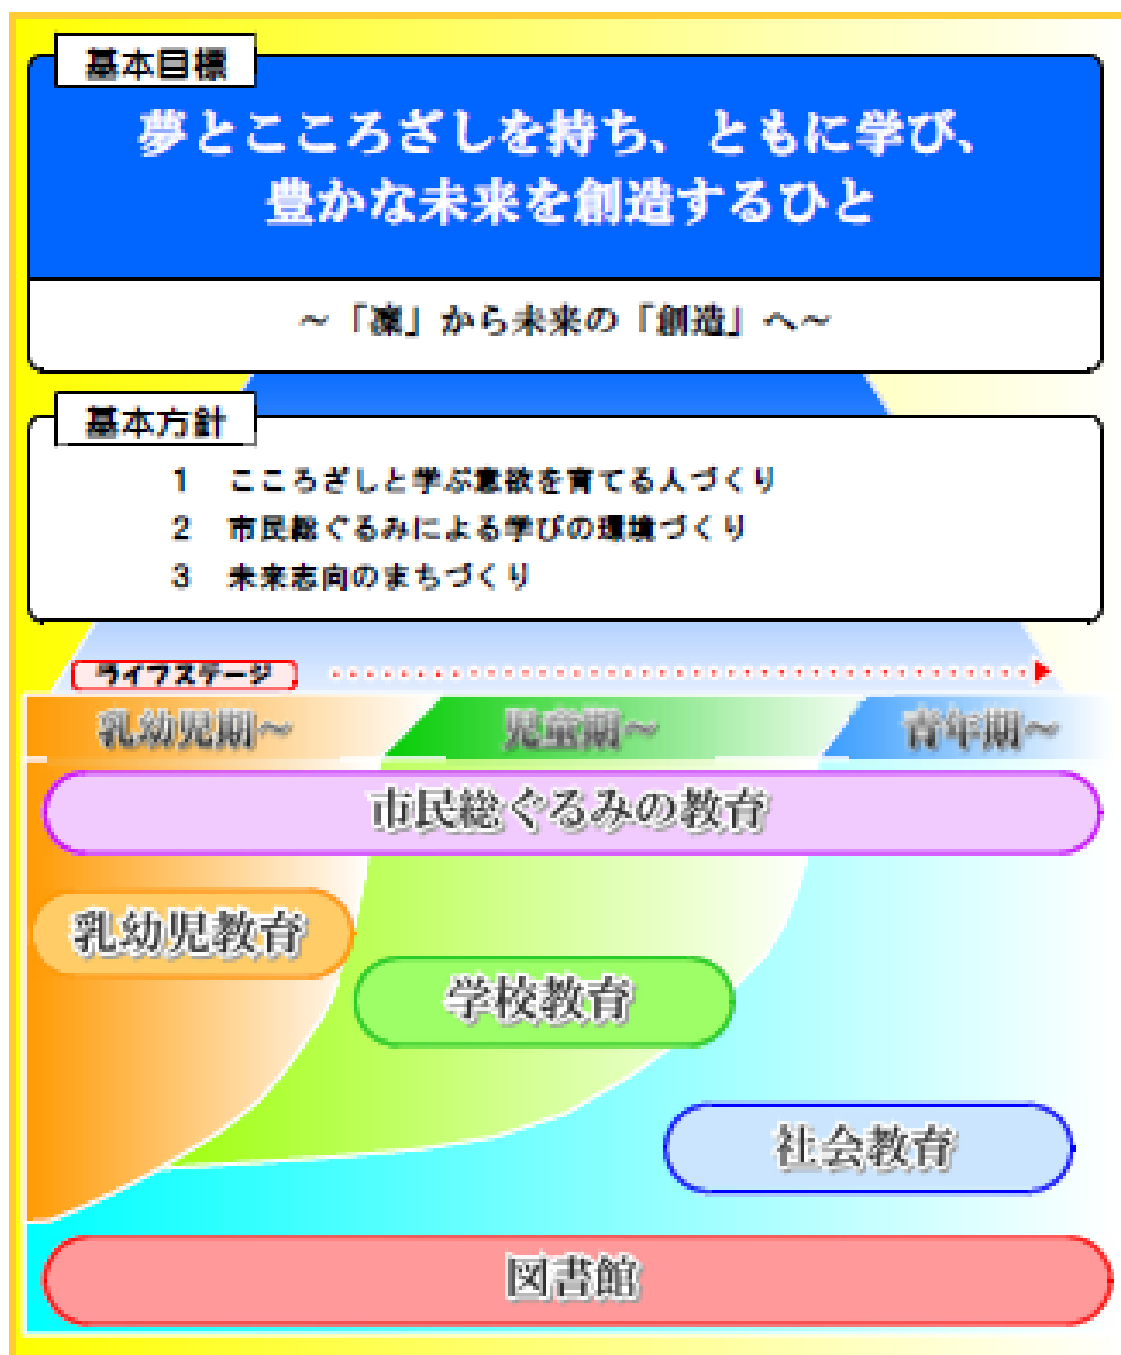 基本目標
夢とこころざしを持ち、ともに学び、
豊かな未来を創造するひと
～「凜」から未来の「創造」へ～
基本方針
1 こころざしと学ぶ意欲を育てる人づくり
2 市民総ぐるみによる学びの環境づくり
3 未来志向のまちづくり
ライフステージ
乳幼児期～ 児童期～ 青年期～
市民総ぐるみの教育
乳幼児教育
学校教育
社会教育
図書館